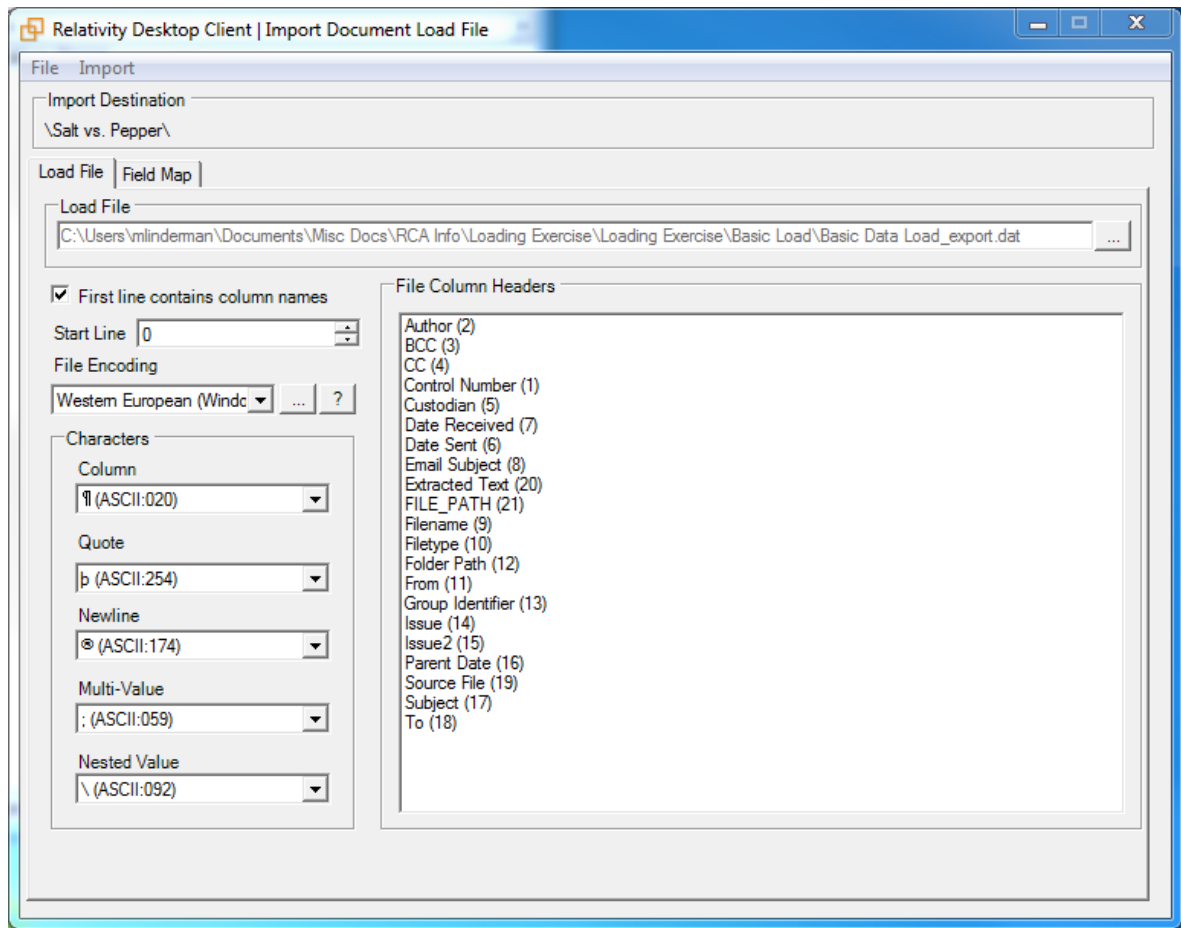 Relativity Desktop Client | Import Document Load File
File Import
Import Destination
\Salt vs. Pepper\
Load File Field Map
Load File
C:\Users\mlinderman\Documents\Misc Docs\RCA Info\Loading Exercise\Loading Exercise\Basic Load\Basic Data Load_export.dat ...
First line contains column names
Start Line 0
File Encoding
Western European (Windo ... ?
Characters
Column
¶ (ASCII:020)
Quote
þ (ASCII:254)
Newline
® (ASCII:174)
Multi-Value
; (ASCII:059)
Nested Value
\ (ASCII:092)
File Column Headers
Author (2)
BCC (3)
CC (4)
Control Number (1)
Custodian (5)
Date Received (7)
Date Sent (6)
Email Subject (8)
Extracted Text (20)
FILE_PATH (21)
Filename (9)
Filetype (10)
Folder Path (12)
From (11)
Group Identifier (13)
Issue (14)
Issue2 (15)
Parent Date (16)
Source File (19)
Subject (17)
To (18)